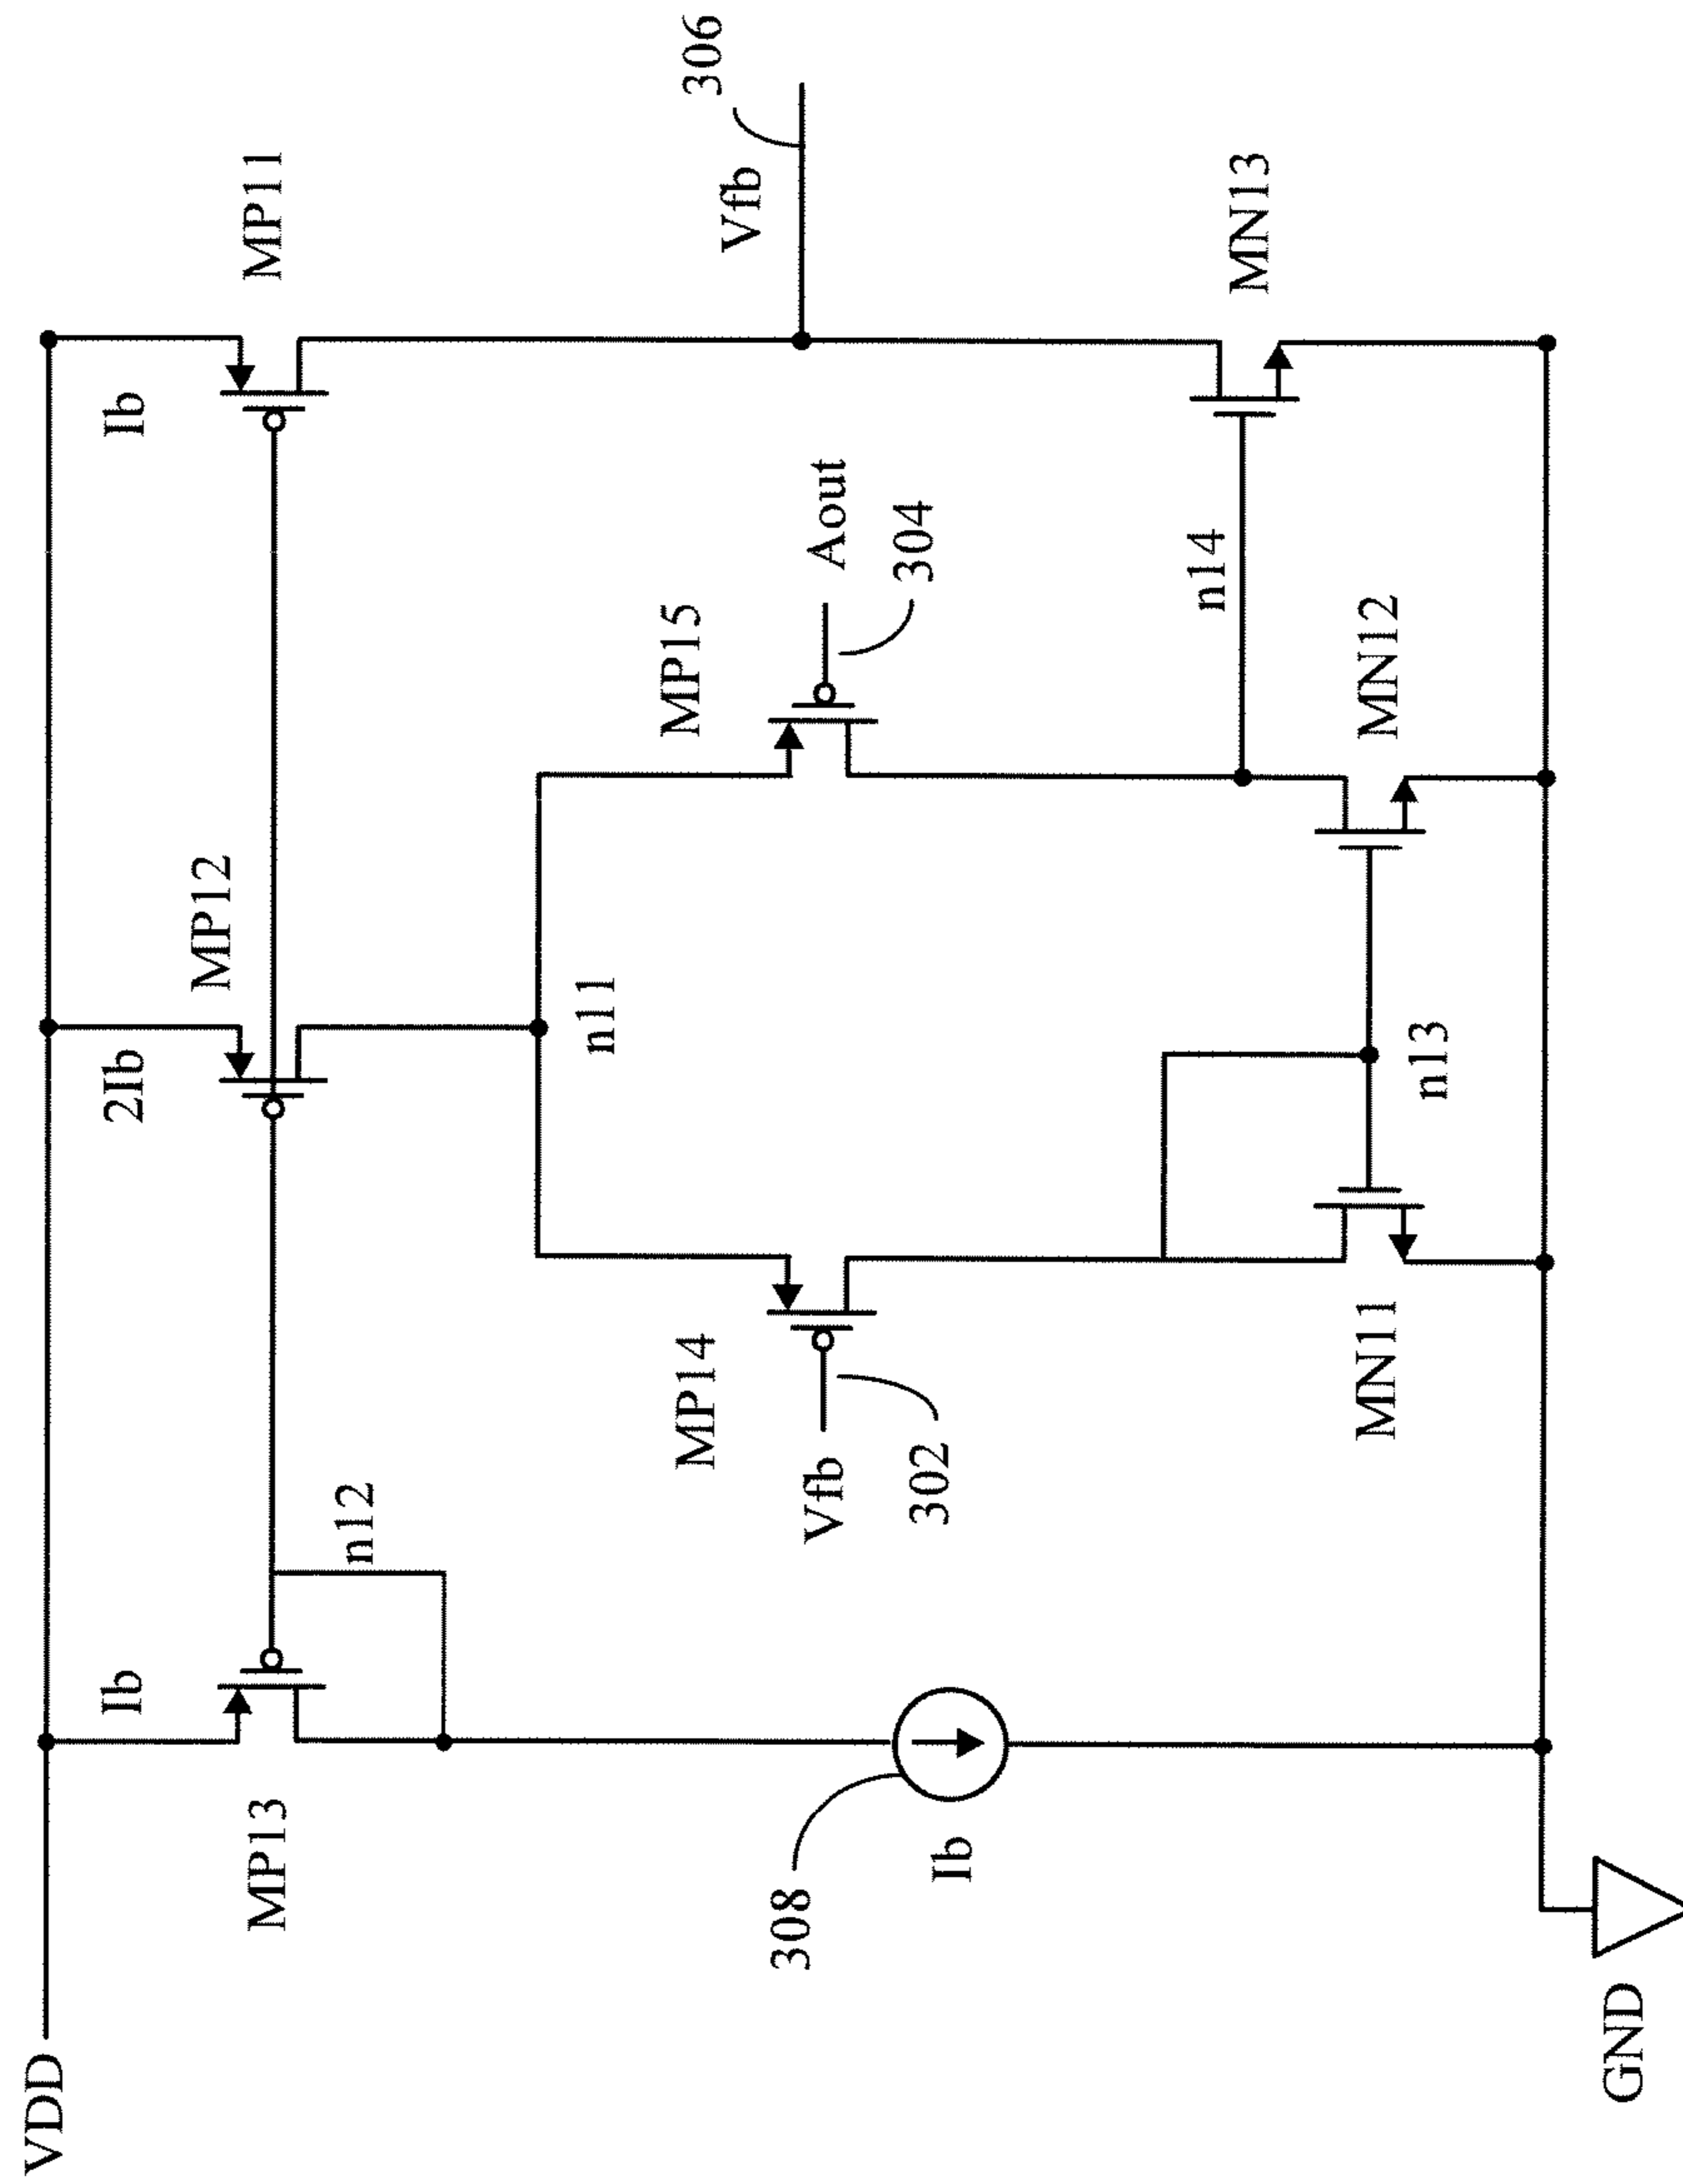 VDD
Ib
2Ib
Ib
MP13
MP12
MP11
n12
n11
MP14
MP15
Vfb
302
Aout
304
Vfb
306
308
Ib
n14
MN11
n13
MN12
MN13
GND